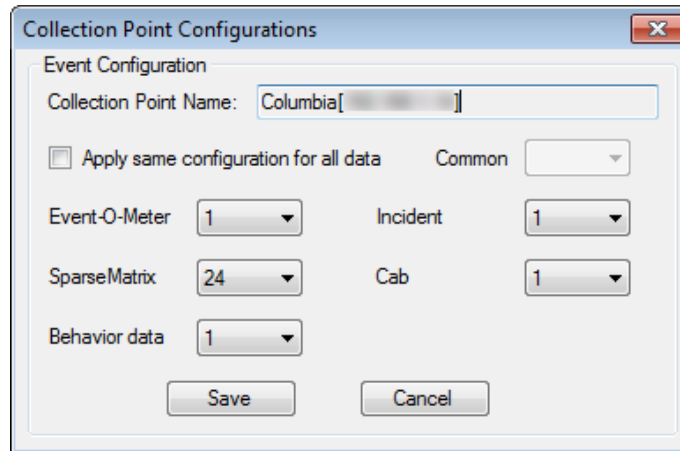 Collection Point Configurations
Event Configuration
Collection Point Name: Columbia[ ]
Apply same configuration for all data Common
Event-O-Meter 1 Incident 1
SparseMatrix 24 Cab 1
Behavior data 1
Save Cancel